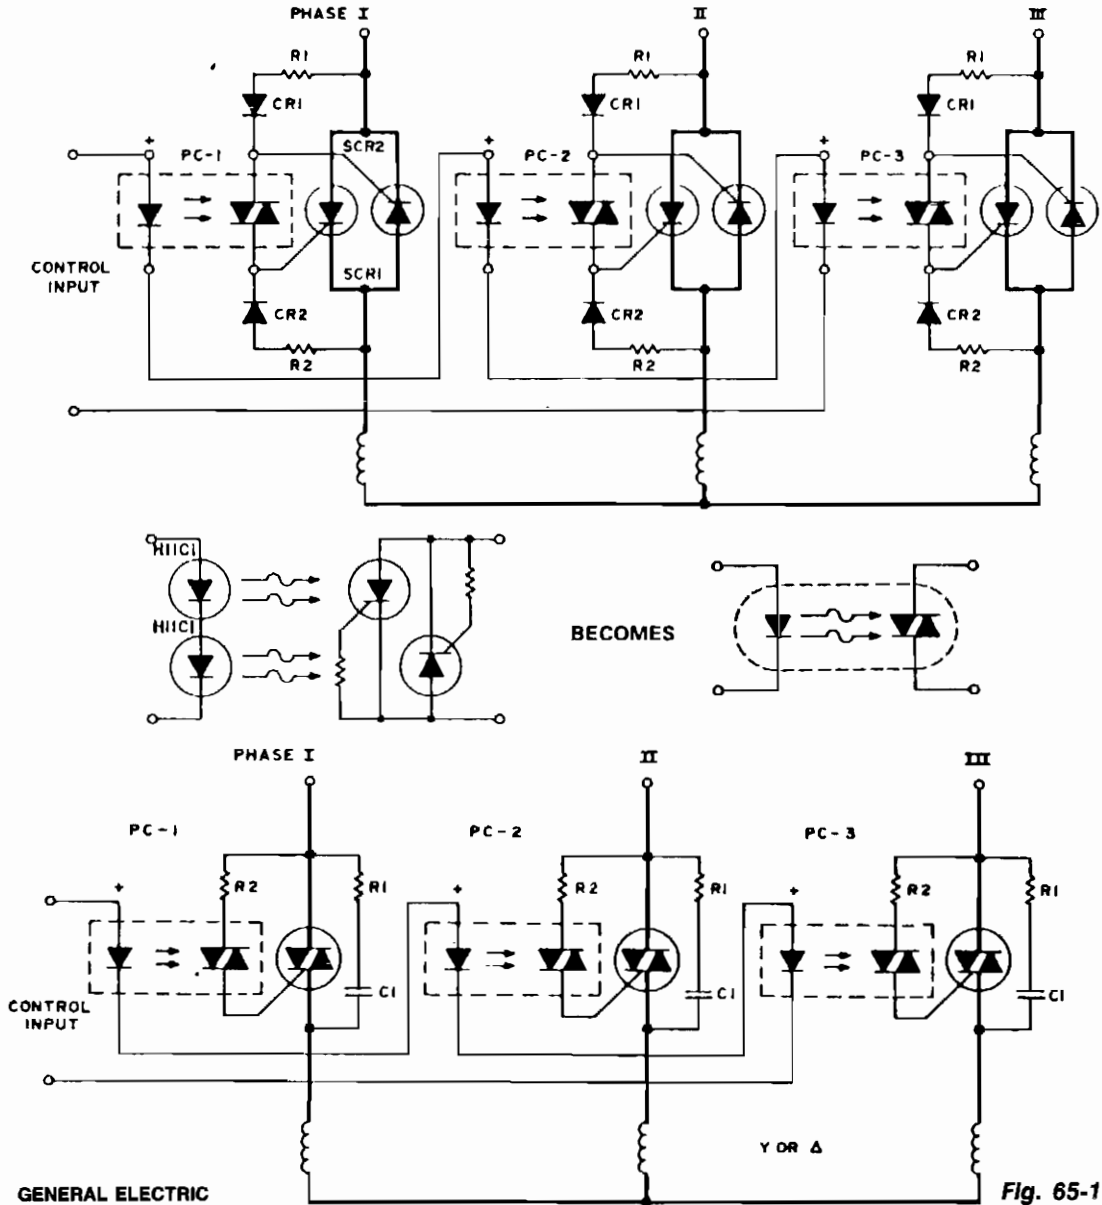 PHASE I II III
R1 R1 R1
CR1 CR1 CR1
+ PC-1 SCR2 + PC-2 + PC-3
CONTROL
INPUT
SCR1
CR2 CR2 CR2
R2 R2 R2
H11C1
H11C1
BECOMES
PHASE I II III
PC-1 PC-2 PC-3
+ R2 R1 + R2 R1 + R2 R1
CONTROL
INPUT
C1 C1 C1
Y OR Δ
GENERAL ELECTRIC
Fig. 65-1